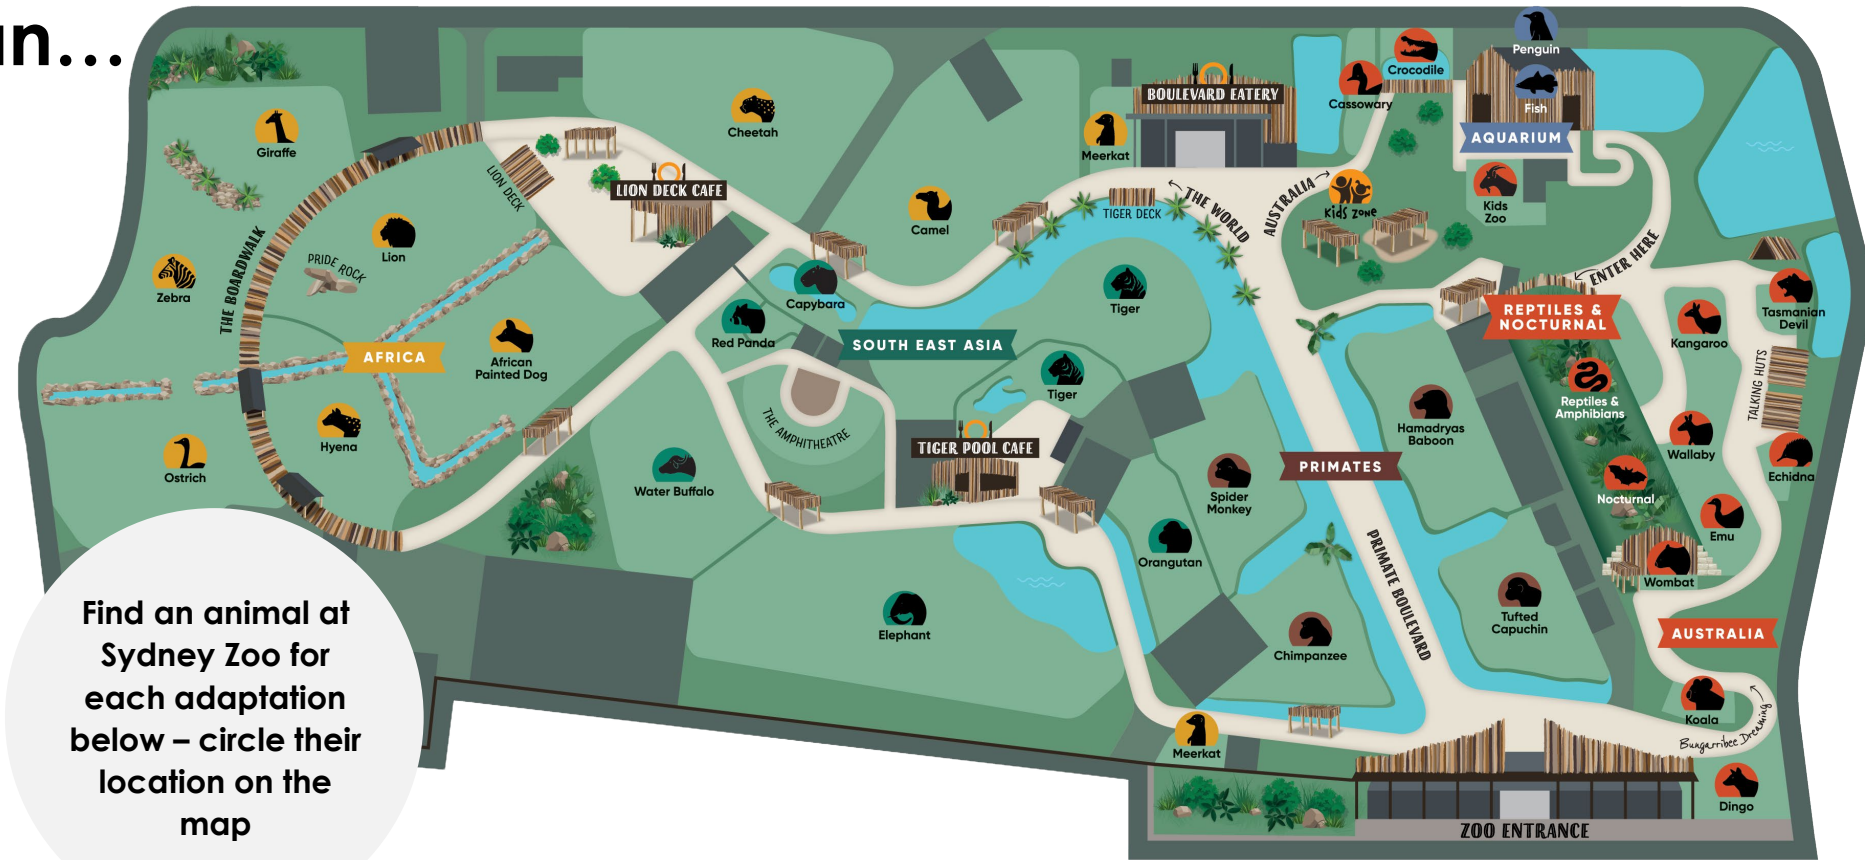 un...
Penguin
Crocodile
Fish
Cassowary
BOULEVARD EATERY
AQUARIUM
Cheetah
Meerkat
Giraffe
LION DECK
LION DECK CAFE
TIGER DECK
THE WORLD
AUSTRALIA
KiDS ZONE
Kids
Zoo
Camel
Lion
PRIDE ROCK
THE BOARDWALK
Zebra
ENTER HERE
Capybara
Tiger
REPTILES &
NOCTURNAL
Tasmanian
Devil
Kangaroo
Red Panda
SOUTH EAST ASIA
AFRICA
African
Painted Dog
Tiger
TALKING HUTS
Reptiles &
Amphibians
Hamadryas
Baboon
THE AMPHITHEATRE
TIGER POOL CAFE
Hyena
Wallaby
Ostrich
Water Buffalo
PRIMATES
Echidna
Spider
Monkey
Nocturnal
Emu
Orangutan
PRIMATE BOULEVARD
Wombat
Elephant
Tufted
Capuchin
AUSTRALIA
Chimpanzee
Koala
Bungarribee Dreaming
Meerkat
Dingo
ZOO ENTRANCE
Find an animal at
Sydney Zoo for
each adaptation
below – circle their
location on the
map